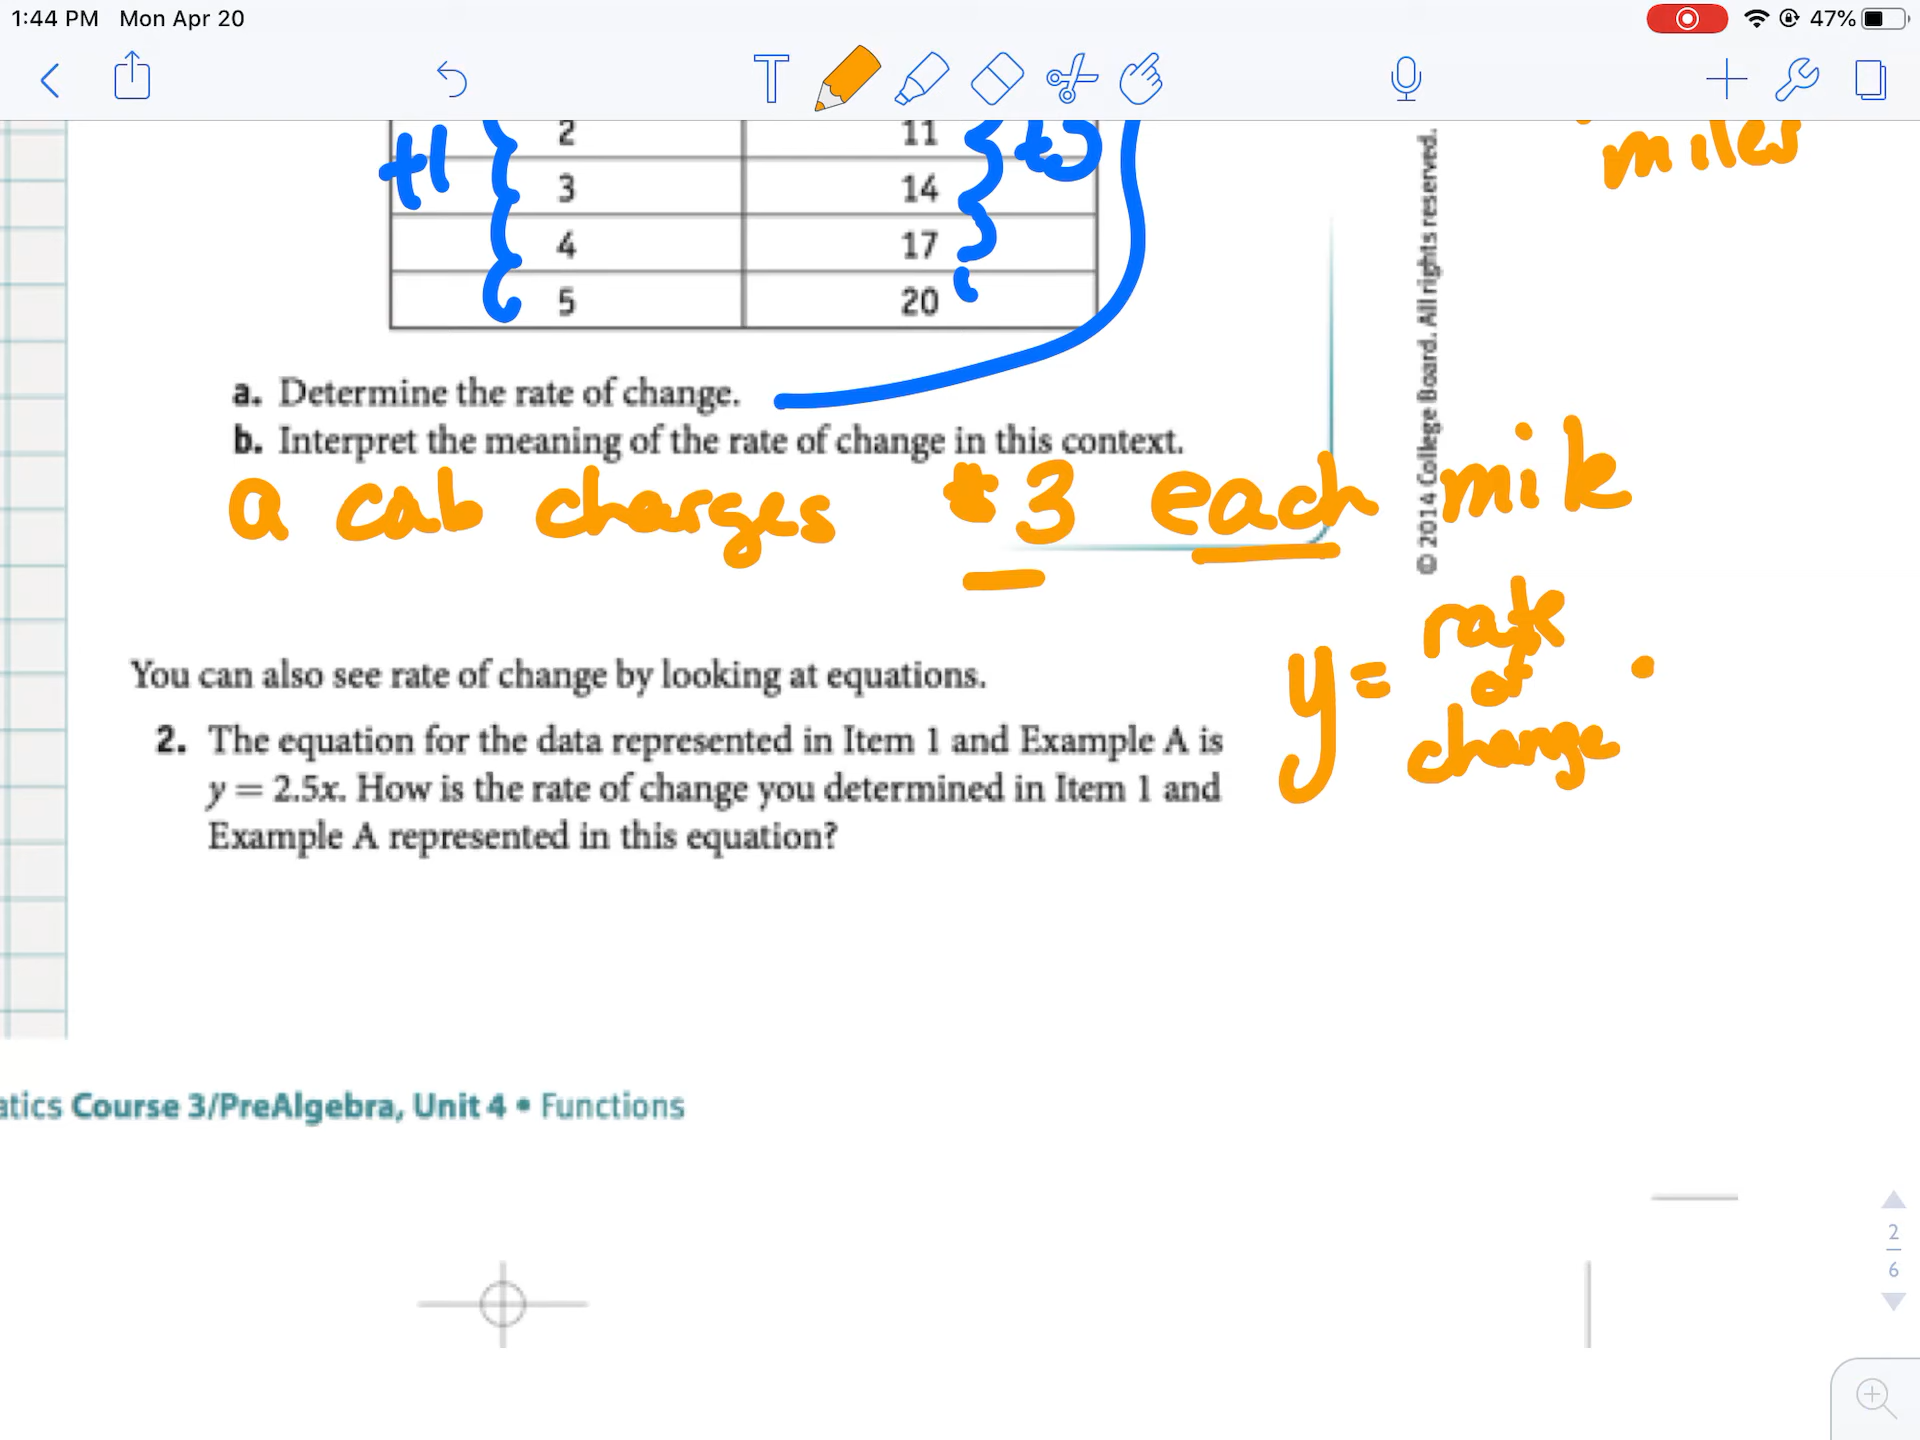 1:44 PM Mon Apr 20
47%
T
miles
+1
2 11
+3
3 14
4 17
5 20
© 2014 College Board. All rights reserved.
a. Determine the rate of change.
b. Interpret the meaning of the rate of change in this context.
a cab charges $3 each mile
You can also see rate of change by looking at equations.
y = rate
of
change ·
2. The equation for the data represented in Item 1 and Example A is
y = 2.5x. How is the rate of change you determined in Item 1 and
Example A represented in this equation?
atics Course 3/PreAlgebra, Unit 4 • Functions
2
6